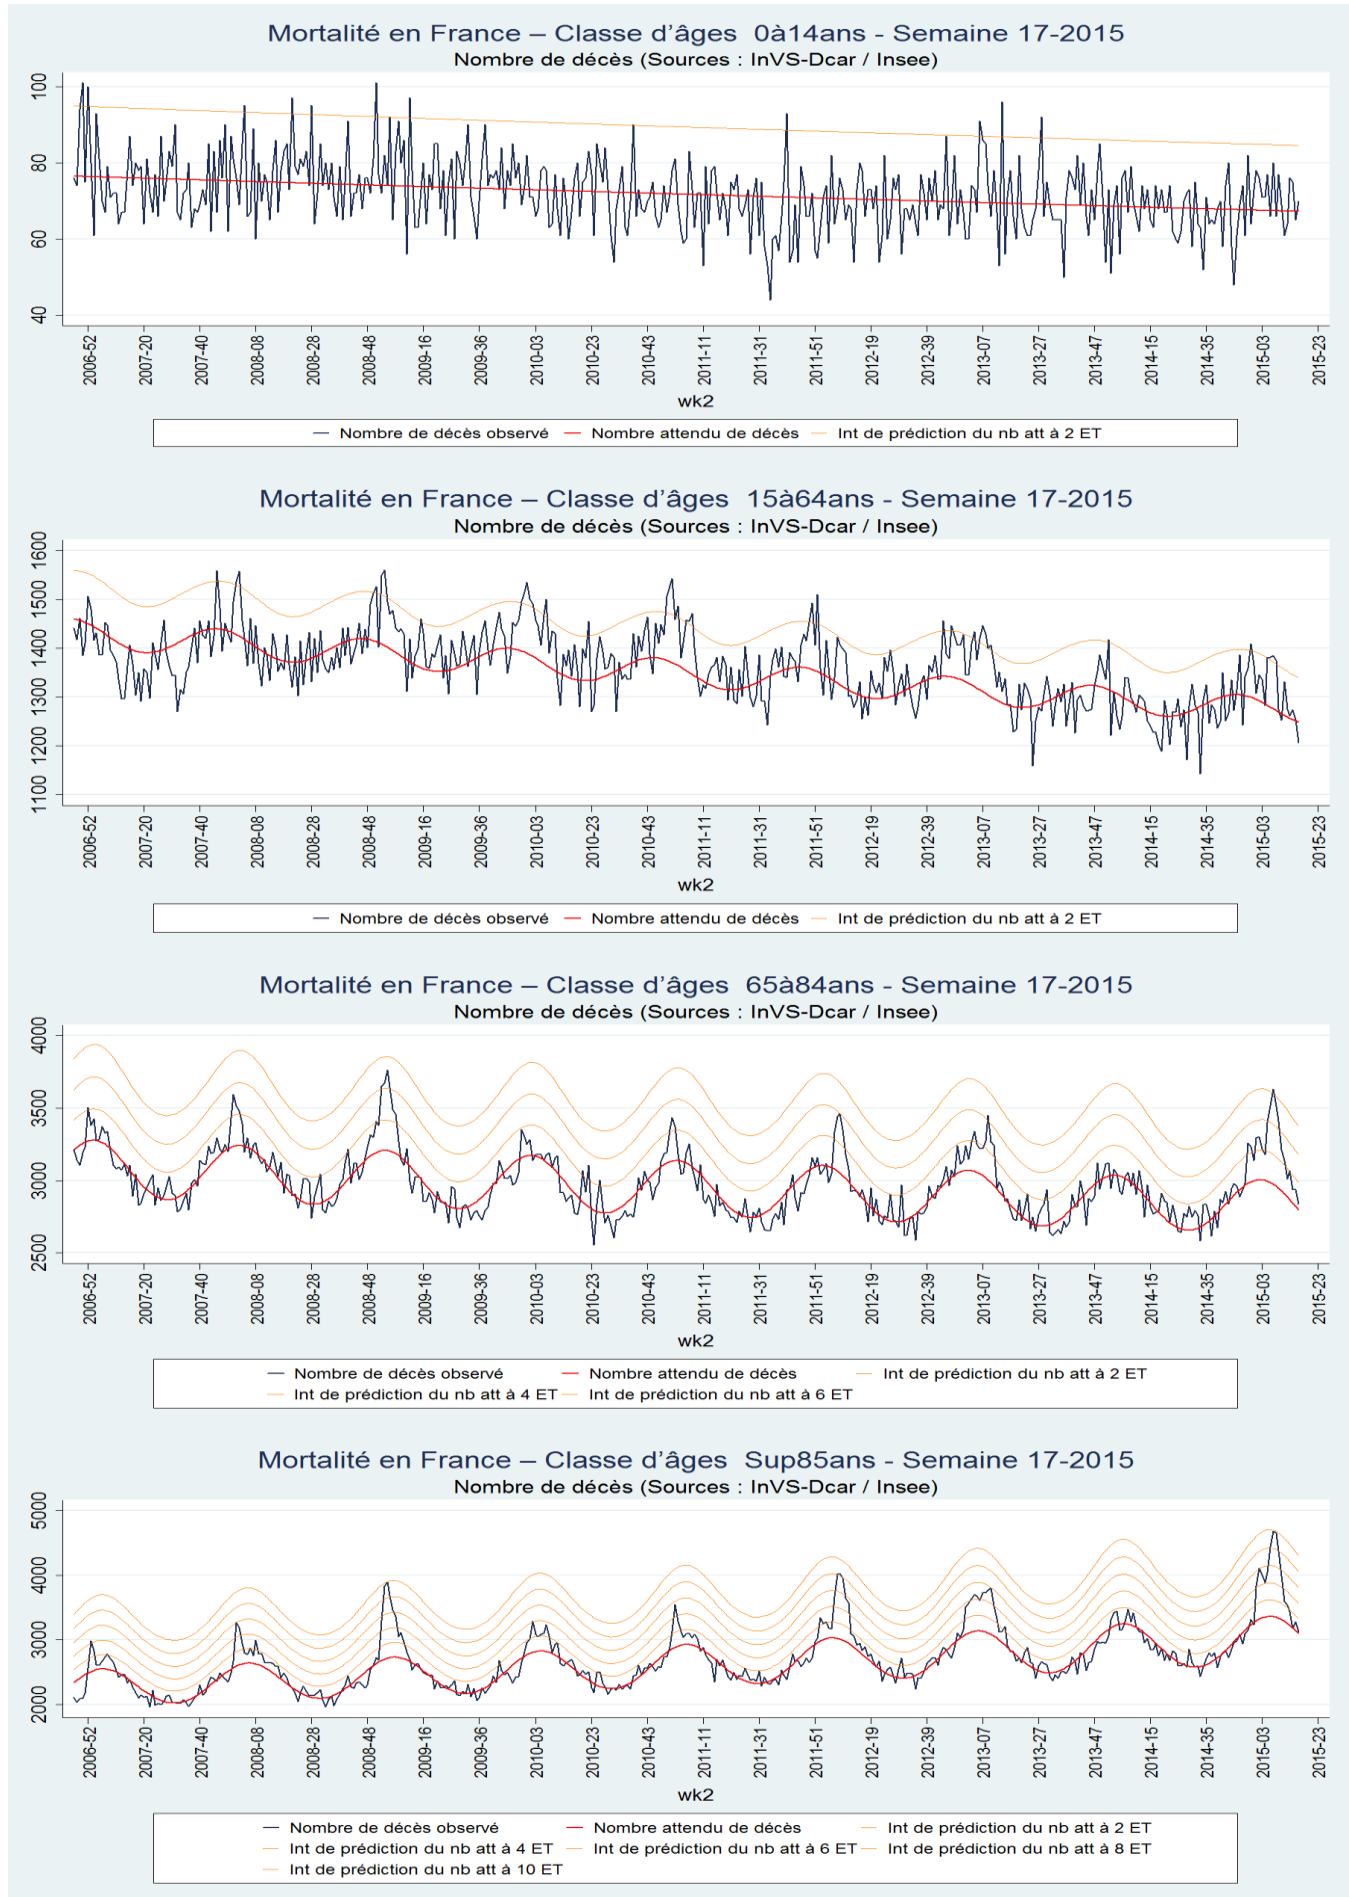 Mortalité en France – Classe d’âges 0à14ans - Semaine 17-2015
Nombre de décès (Sources : InVS-Dcar / Insee)
100
80
60
40
2006-52 2007-20 2007-40 2008-08 2008-28 2008-48 2009-16 2009-36 2010-03 2010-23 2010-43 2011-11 2011-31 2011-51 2012-19 2012-39 2013-07 2013-27 2013-47 2014-15 2014-35 2015-03 2015-23
wk2
Nombre de décès observé Nombre attendu de décès Int de prédiction du nb att à 2 ET
Mortalité en France – Classe d’âges 15à64ans - Semaine 17-2015
Nombre de décès (Sources : InVS-Dcar / Insee)
1600
1500
1400
1300
1200
1100
2006-52 2007-20 2007-40 2008-08 2008-28 2008-48 2009-16 2009-36 2010-03 2010-23 2010-43 2011-11 2011-31 2011-51 2012-19 2012-39 2013-07 2013-27 2013-47 2014-15 2014-35 2015-03 2015-23
wk2
Nombre de décès observé Nombre attendu de décès Int de prédiction du nb att à 2 ET
Mortalité en France – Classe d’âges 65à84ans - Semaine 17-2015
Nombre de décès (Sources : InVS-Dcar / Insee)
4000
3500
3000
2500
2006-52 2007-20 2007-40 2008-08 2008-28 2008-48 2009-16 2009-36 2010-03 2010-23 2010-43 2011-11 2011-31 2011-51 2012-19 2012-39 2013-07 2013-27 2013-47 2014-15 2014-35 2015-03 2015-23
wk2
Nombre de décès observé Nombre attendu de décès Int de prédiction du nb att à 2 ET
Int de prédiction du nb att à 4 ET Int de prédiction du nb att à 6 ET
Mortalité en France – Classe d’âges Sup85ans - Semaine 17-2015
Nombre de décès (Sources : InVS-Dcar / Insee)
5000
4000
3000
2000
2006-52 2007-20 2007-40 2008-08 2008-28 2008-48 2009-16 2009-36 2010-03 2010-23 2010-43 2011-11 2011-31 2011-51 2012-19 2012-39 2013-07 2013-27 2013-47 2014-15 2014-35 2015-03 2015-23
wk2
Nombre de décès observé Nombre attendu de décès Int de prédiction du nb att à 2 ET
Int de prédiction du nb att à 4 ET Int de prédiction du nb att à 6 ET Int de prédiction du nb att à 8 ET
Int de prédiction du nb att à 10 ET